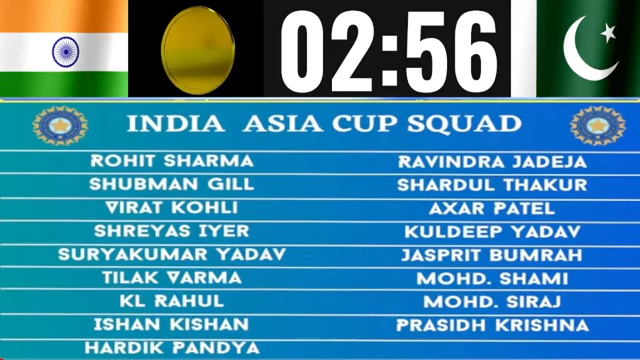 02:56
INDIA ASIA CUP SQUAD
ROHIT SHARMA
SHUBMAN GILL
VIRAT KOHLI
SHREYAS IYER
SURYAKUMAR YADAV
TILAK VARMA
KL RAHUL
ISHAN KISHAN
HARDIK PANDYA
RAVINDRA JADEJA
SHARDUL THAKUR
AXAR PATEL
KULDEEP YADAV
JASPRIT BUMRAH
MOHD. SHAMI
MOHD. SIRAJ
PRASIDH KRISHNA